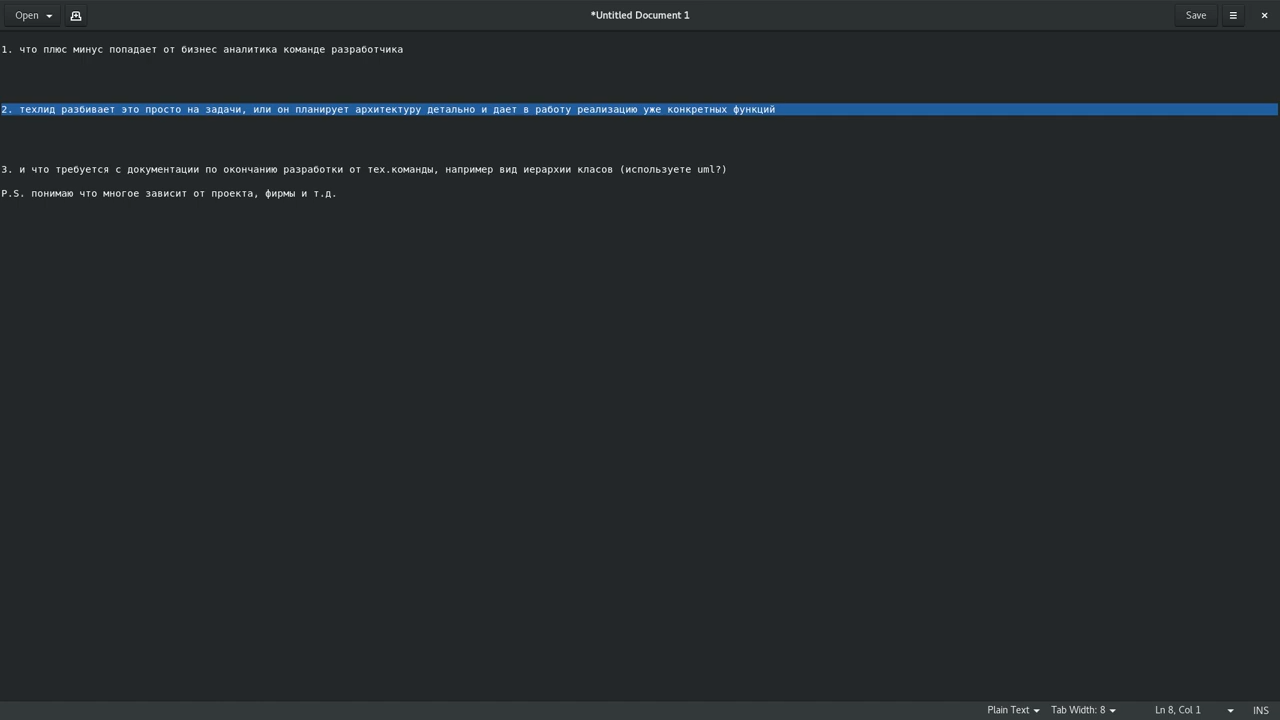 Open
*Untitled Document 1
Save
1. что плюс минус попадает от бизнес аналитика команде разработчика
2. техлид разбивает это просто на задачи, или он планирует архитектуру детально и дает в работу реализацию уже конкретных функций
3. и что требуется с документации по окончанию разработки от тех.команды, например вид иерархии класов (используете uml?)
P.S. понимаю что многое зависит от проекта, фирмы и т.д.
Plain Text
Tab Width: 8
Ln 8, Col 1
INS